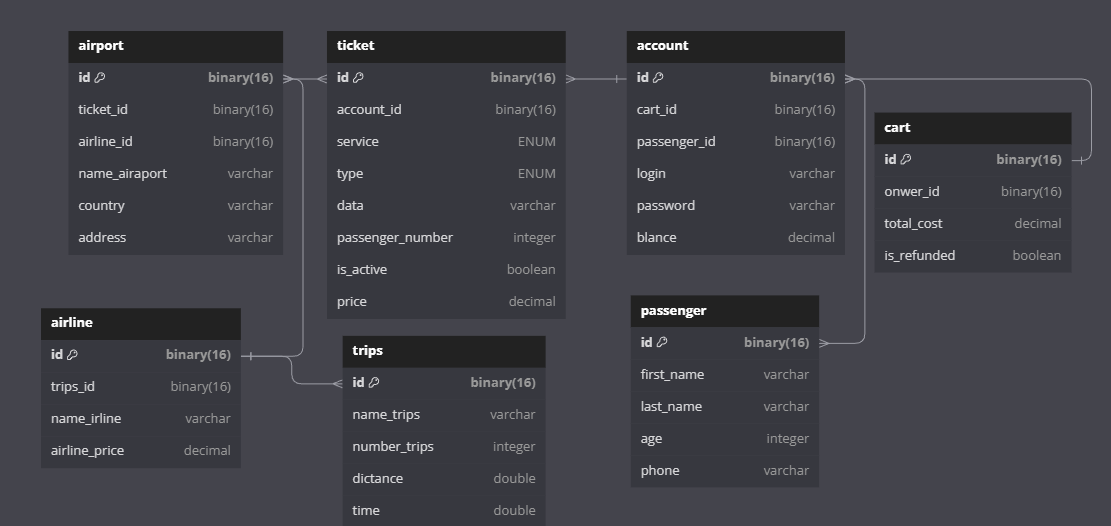 airport
id binary(16)
ticket_id binary(16)
airline_id binary(16)
name_airaport varchar
country varchar
address varchar
ticket
id binary(16)
account_id binary(16)
service ENUM
type ENUM
data varchar
passenger_number integer
is_active boolean
price decimal
account
id binary(16)
cart_id binary(16)
passenger_id binary(16)
login varchar
password varchar
blance decimal
cart
id binary(16)
onwer_id binary(16)
total_cost decimal
is_refunded boolean
airline
id binary(16)
trips_id binary(16)
name_irline varchar
airline_price decimal
trips
id binary(16)
name_trips varchar
number_trips integer
dictance double
time double
passenger
id binary(16)
first_name varchar
last_name varchar
age integer
phone varchar